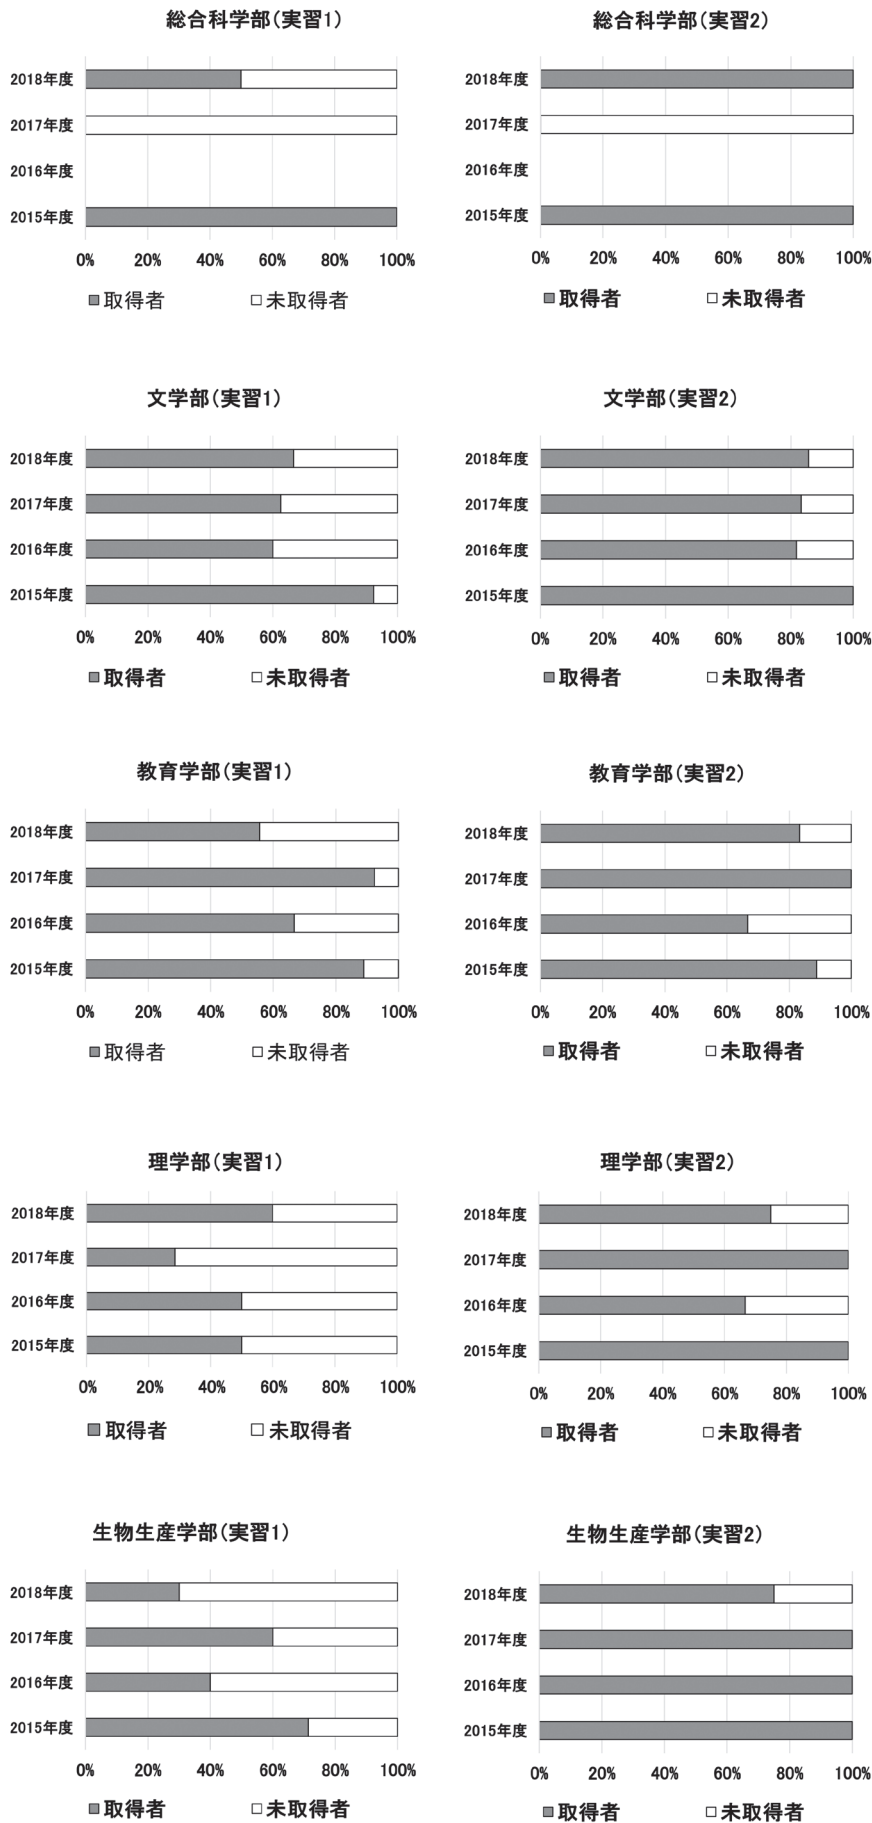 総合科学部(実習1)
2018年度
2017年度
2016年度
2015年度
0% 20% 40% 60% 80% 100%
■取得者 □未取得者
総合科学部(実習2)
2018年度
2017年度
2016年度
2015年度
0% 20% 40% 60% 80% 100%
■取得者 □未取得者
文学部(実習1)
2018年度
2017年度
2016年度
2015年度
0% 20% 40% 60% 80% 100%
■取得者 □未取得者
文学部(実習2)
2018年度
2017年度
2016年度
2015年度
0% 20% 40% 60% 80% 100%
■取得者 □未取得者
教育学部(実習1)
2018年度
2017年度
2016年度
2015年度
0% 20% 40% 60% 80% 100%
■取得者 □未取得者
教育学部(実習2)
2018年度
2017年度
2016年度
2015年度
0% 20% 40% 60% 80% 100%
■取得者 □未取得者
理学部(実習1)
2018年度
2017年度
2016年度
2015年度
0% 20% 40% 60% 80% 100%
■取得者 □未取得者
理学部(実習2)
2018年度
2017年度
2016年度
2015年度
0% 20% 40% 60% 80% 100%
■取得者 □未取得者
生物生産学部(実習1)
2018年度
2017年度
2016年度
2015年度
0% 20% 40% 60% 80% 100%
■取得者 □未取得者
生物生産学部(実習2)
2018年度
2017年度
2016年度
2015年度
0% 20% 40% 60% 80% 100%
■取得者 □未取得者